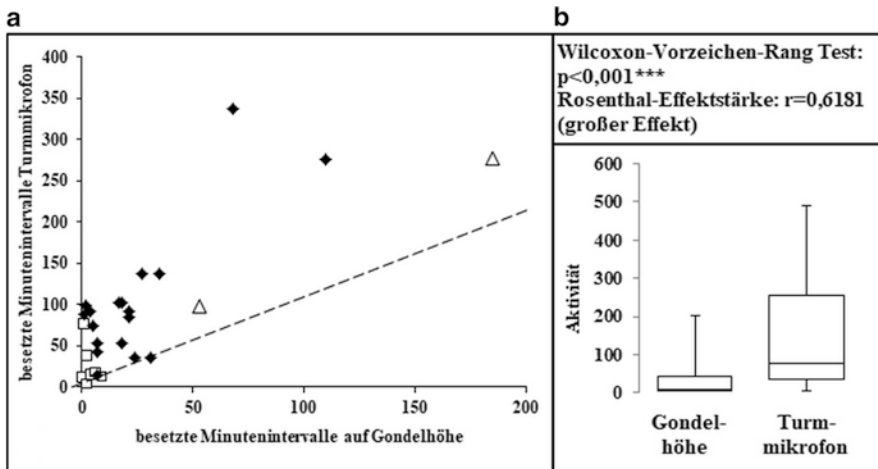 a
besetzte Minutenintervalle Turmmikrofon
400
350
300
250
200
150
100
50
0
0
50
100
150
200
besetzte Minutenintervalle auf Gondelhöhe
b
Wilcoxon-Vorzeichen-Rang Test:
p<0,001***
Rosenthal-Effektstärke: r=0,6181
(großer Effekt)
Aktivität
600
500
400
300
200
100
0
Gondel-
höhe
Turm-
mikrofon